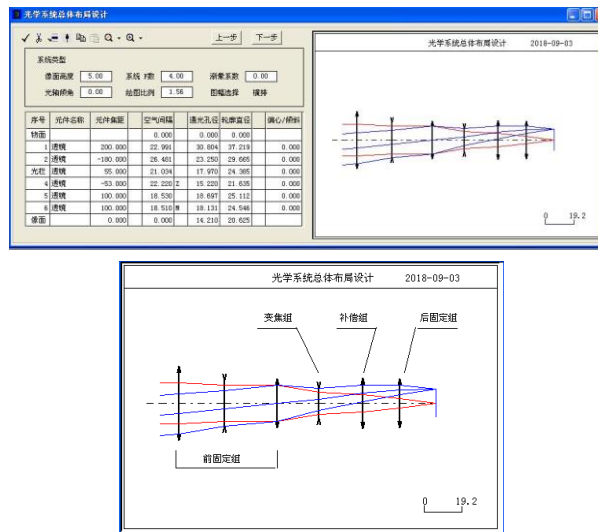 光学系统总体布局设计
上一步 下一步
系统类型
像面高度 5.00 系统 F数 4.00 渐晕系数 0.00
光轴倾角 0.00 绘图比例 1.56 图幅选择 横排
序号 元件名称 元件焦距 空气间隔 通光孔径 轮廓直径 偏心/倾斜
物面 0.000 0.000 0.000
1 透镜 200.000 22.991 30.804 37.219 0.000
2 透镜 -180.000 26.481 23.250 29.665 0.000
光栏 透镜 55.000 21.034 17.970 24.385 0.000
4 透镜 -53.000 22.220 Z 15.220 21.635 0.000
5 透镜 100.000 18.530 18.697 25.112 0.000
6 透镜 100.000 18.510 M 18.131 24.546 0.000
像面 0.000 0.000 14.210 20.625
光学系统总体布局设计 2018-09-03
0 19.2
光学系统总体布局设计 2018-09-03
变焦组 补偿组 后固定组
前固定组
0 19.2